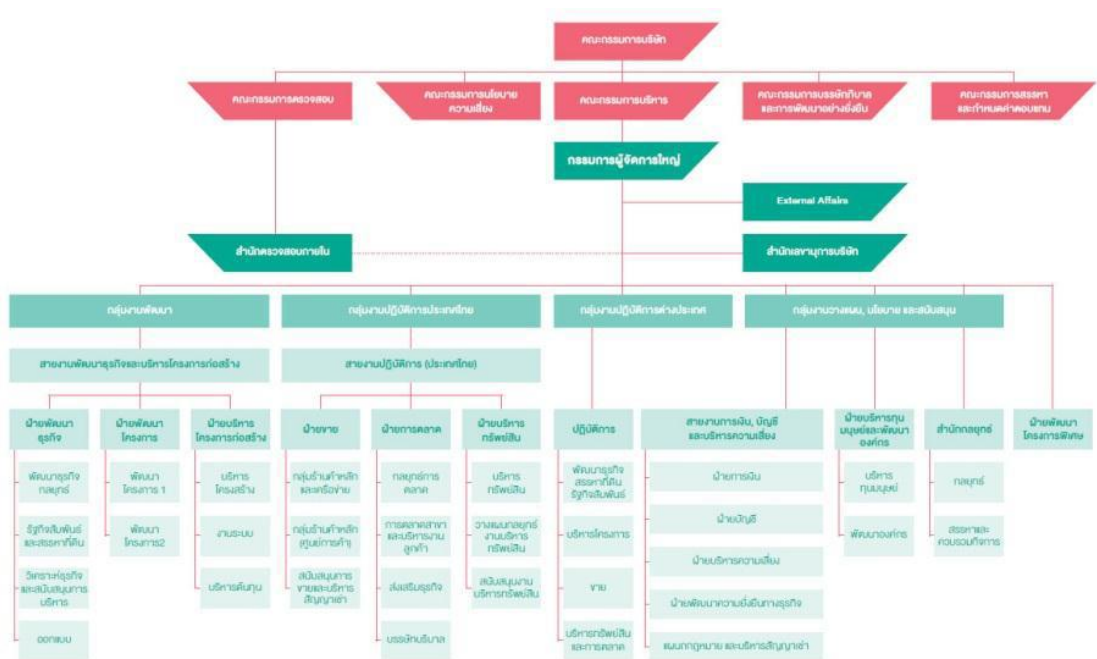 คณะกรรมการบริษัท
คณะกรรมการตรวจสอบ
คณะกรรมการนโยบาย
ความเสี่ยง
คณะกรรมการบริหาร
คณะกรรมการบรรษัทภิบาล
และการพัฒนาอย่างยั่งยืน
คณะกรรมการสรรหา
และกำหนดค่าตอบแทน
กรรมการผู้จัดการใหญ่
External Affairs
สำนักตรวจสอบภายใน
สำนักเลขานุการบริษัท
กลุ่มงานพัฒนา
กลุ่มงานปฏิบัติการประเทศไทย
กลุ่มงานปฏิบัติการต่างประเทศ
กลุ่มงานวางแผน, นโยบาย และสนับสนุน
สายงานพัฒนาธุรกิจและบริหารโครงการก่อสร้าง
สายงานปฏิบัติการ (ประเทศไทย)
ฝ่ายพัฒนา
ธุรกิจ
ฝ่ายพัฒนา
โครงการ
ฝ่ายบริหาร
โครงการก่อสร้าง
ฝ่ายขาย
ฝ่ายการตลาด
ฝ่ายบริหาร
ทรัพย์สิน
ปฏิบัติการ
สายงานการเงิน, บัญชี
และบริหารความเสี่ยง
ฝ่ายบริหารทุน
มนุษย์และพัฒนา
องค์กร
สำนักกลยุทธ์
ฝ่ายพัฒนา
โครงการพิเศษ
พัฒนาธุรกิจ
กลยุทธ์
รัฐกิจสัมพันธ์
และสรรหาที่ดิน
วิเคราะห์ธุรกิจ
และสนับสนุนการ
บริหาร
ออกแบบ
พัฒนา
โครงการ 1
พัฒนา
โครงการ2
บริหาร
โครงสร้าง
งานระบบ
บริหารต้นทุน
กลุ่มร้านค้าหลัก
และเครือข่าย
กลุ่มร้านค้าหลัก
(ศูนย์การค้า)
สนับสนุนการ
ขายและบริหาร
สัญญาเช่า
กลยุทธ์การ
ตลาด
การตลาดสาขา
และบริหารงาน
ลูกค้า
ส่งเสริมธุรกิจ
บรรษัทบริบาล
บริหาร
ทรัพย์สิน
วางแผนกลยุทธ์
งานบริหาร
ทรัพย์สิน
สนับสนุนงาน
บริหารทรัพย์สิน
พัฒนาธุรกิจ
สรรหาที่ดิน
รัฐกิจสัมพันธ์
บริหารโครงการ
ขาย
บริหารทรัพย์สิน
และการตลาด
ฝ่ายการเงิน
ฝ่ายบัญชี
ฝ่ายบริหารความเสี่ยง
ฝ่ายพัฒนาความยั่งยืนทางธุรกิจ
แผนกกฎหมาย และบริหารสัญญาเช่า
บริหาร
ทุนมนุษย์
พัฒนาองค์กร
กลยุทธ์
สรรหาและ
ควบรวมกิจการ